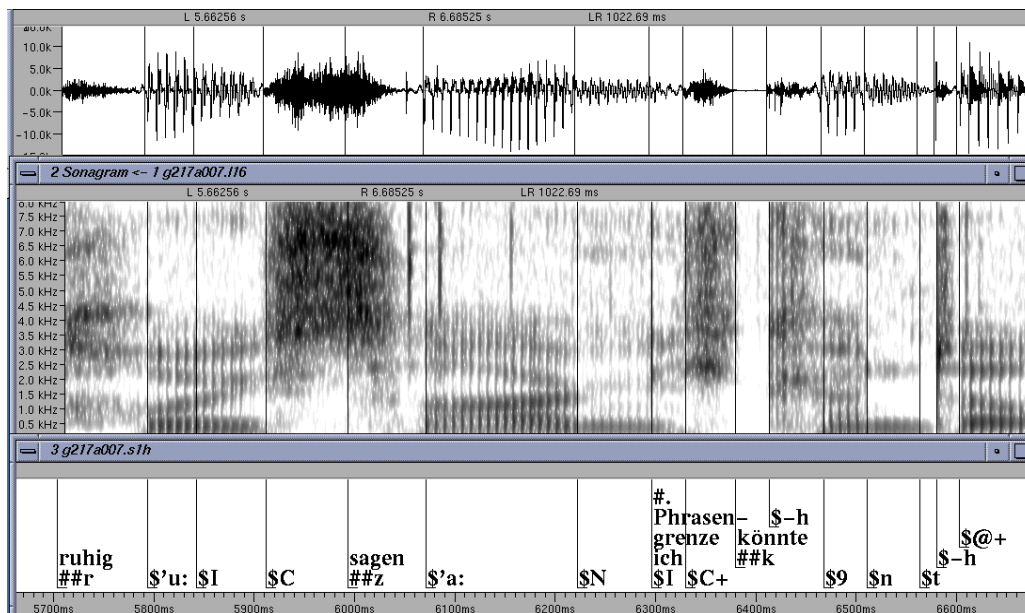 L 5.66256 s R 6.68525 s LR 1022.69 ms
10.0k
5.0k
0.0
-5.0k
-10.0k
2 Sonagram <- 1 g217a007.l16
L 5.66256 s R 6.68525 s LR 1022.69 ms
8.0 kHz
7.5 kHz
7.0 kHz
6.5 kHz
6.0 kHz
5.5 kHz
5.0 kHz
4.5 kHz
4.0 kHz
3.5 kHz
3.0 kHz
2.5 kHz
2.0 kHz
1.5 kHz
1.0 kHz
0.5 kHz
3 g217a007.s1h
#.
Phrasen- $-h
grenze könnte $@+
ruhig sagen ich ##k $-h
##r $'u: $I $C ##z $'a: $N $I $C+ $9 $n $t
5700ms 5800ms 5900ms 6000ms 6100ms 6200ms 6300ms 6400ms 6500ms 6600ms